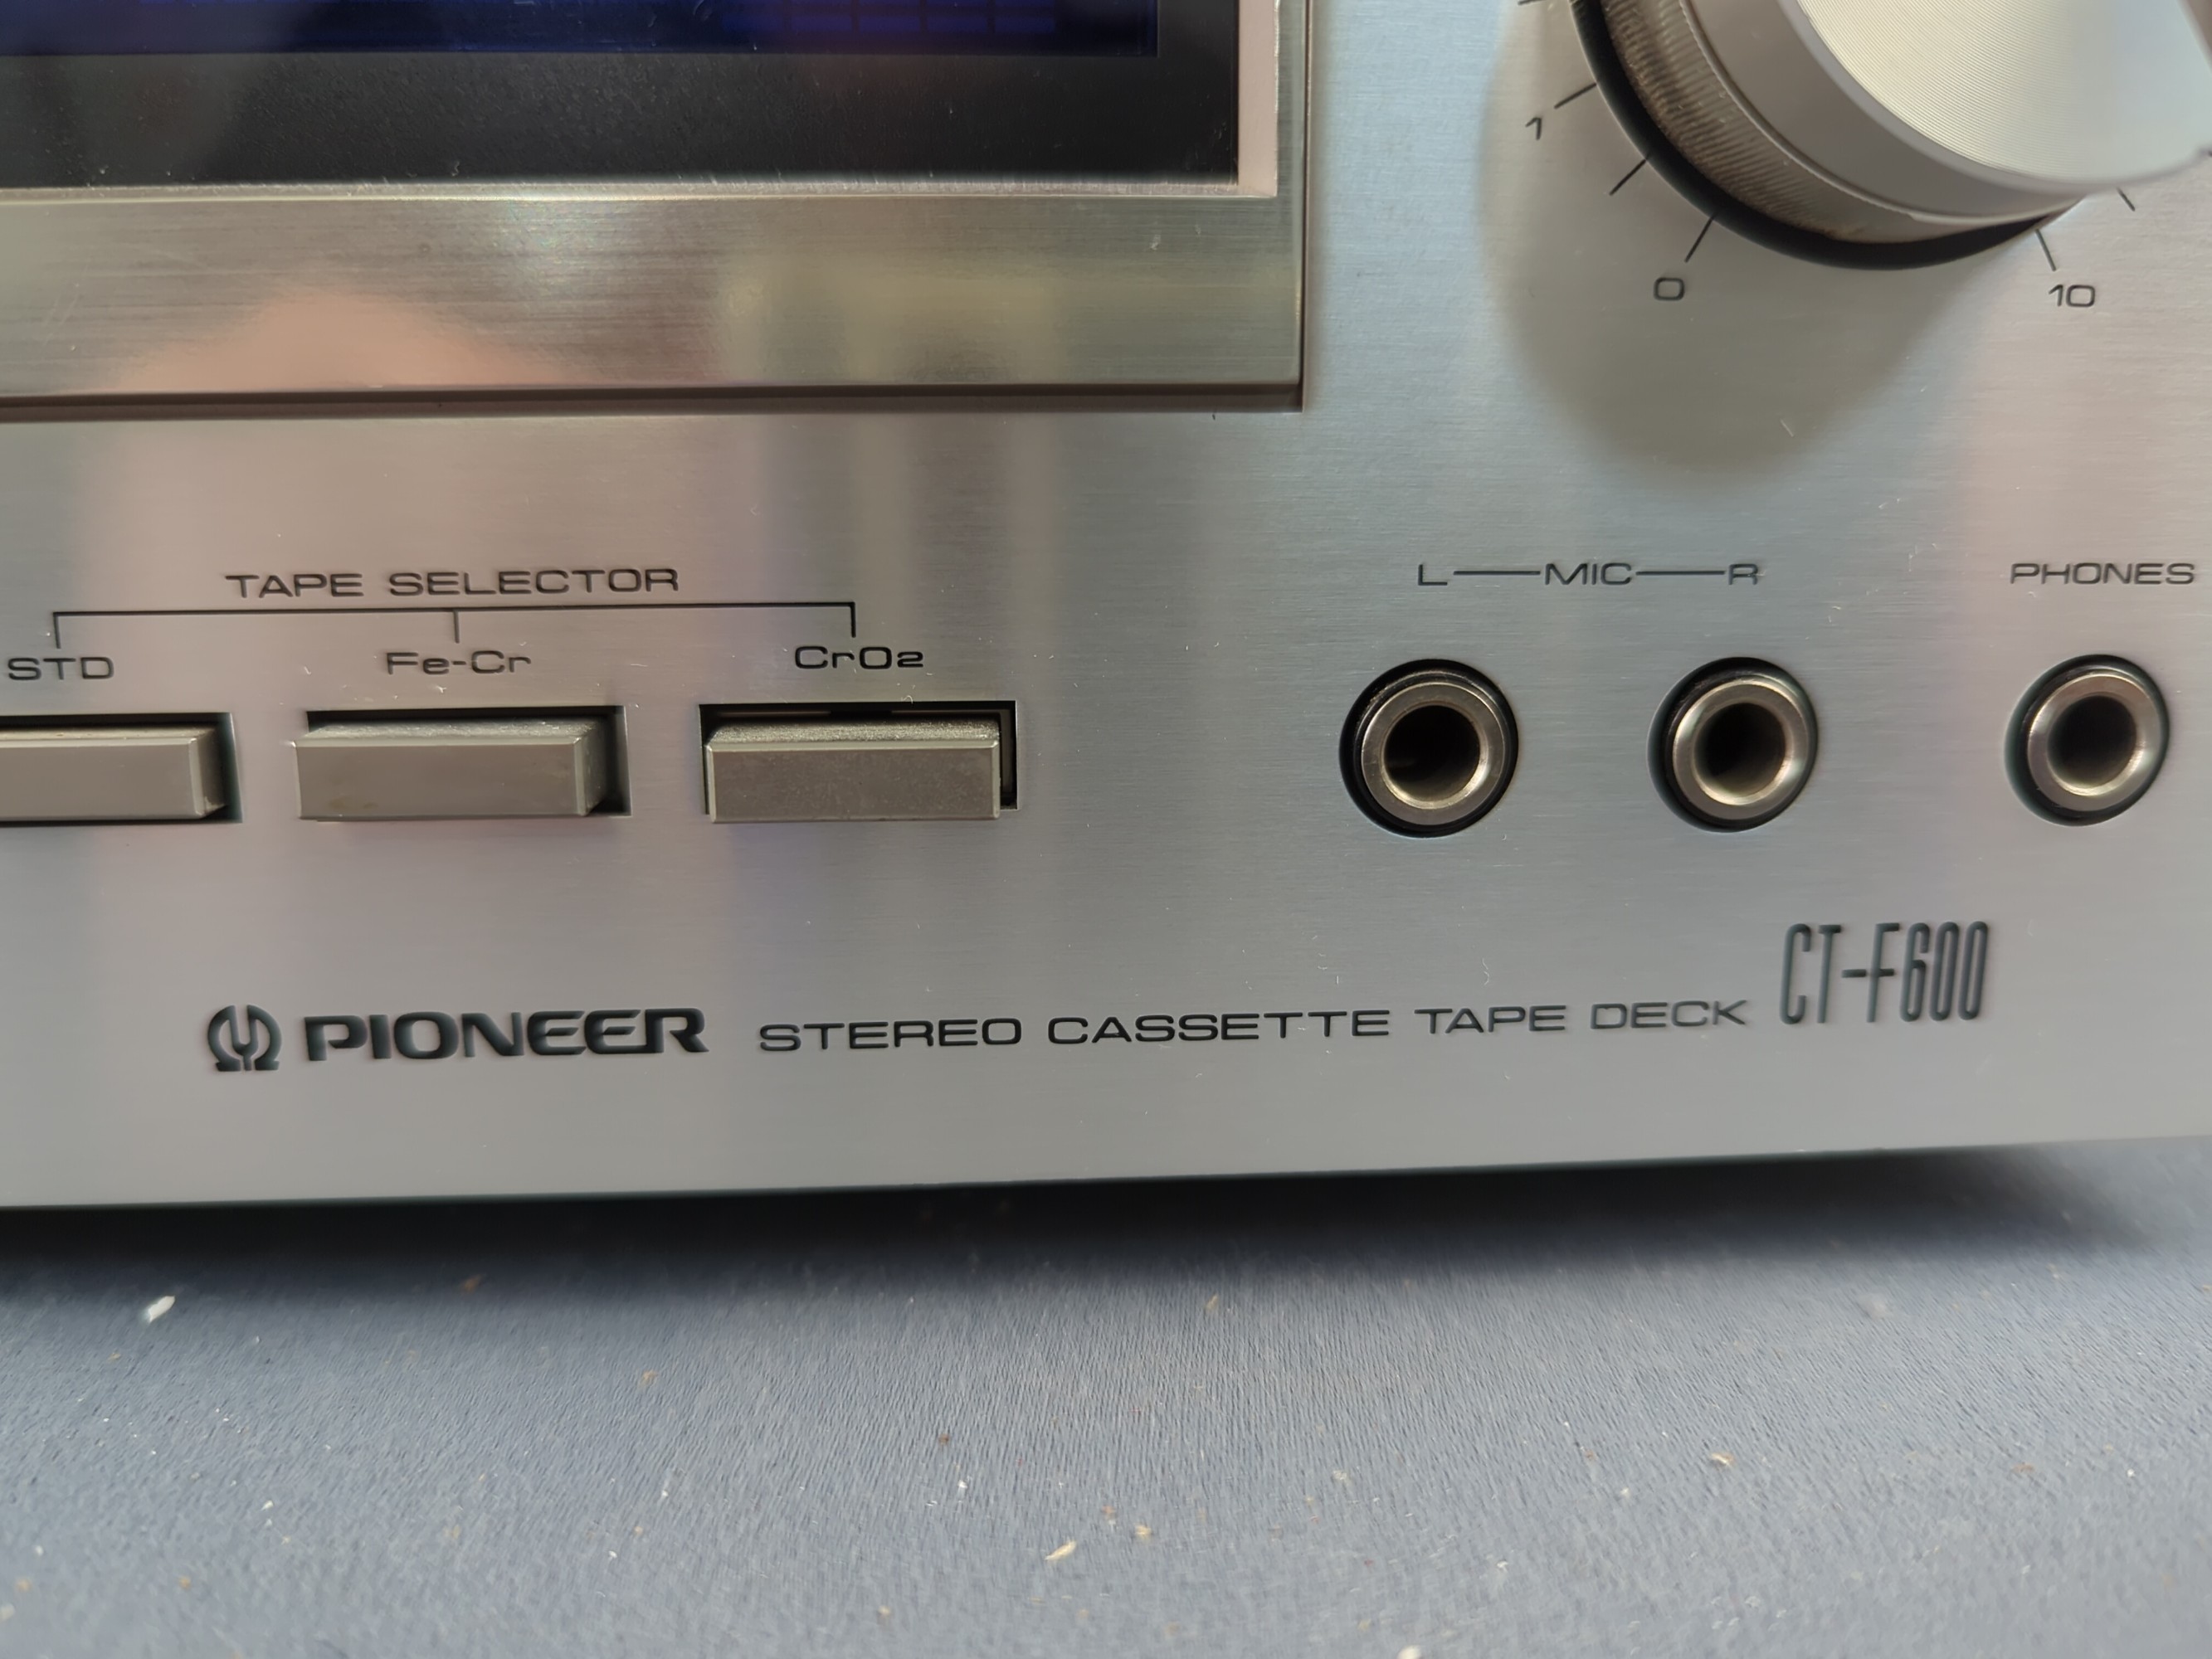 1
0
10
TAPE SELECTOR
L—MIC—R
PHONES
STD Fe-Cr CrO2
PIONEER STEREO CASSETTE TAPE DECK CT-F600